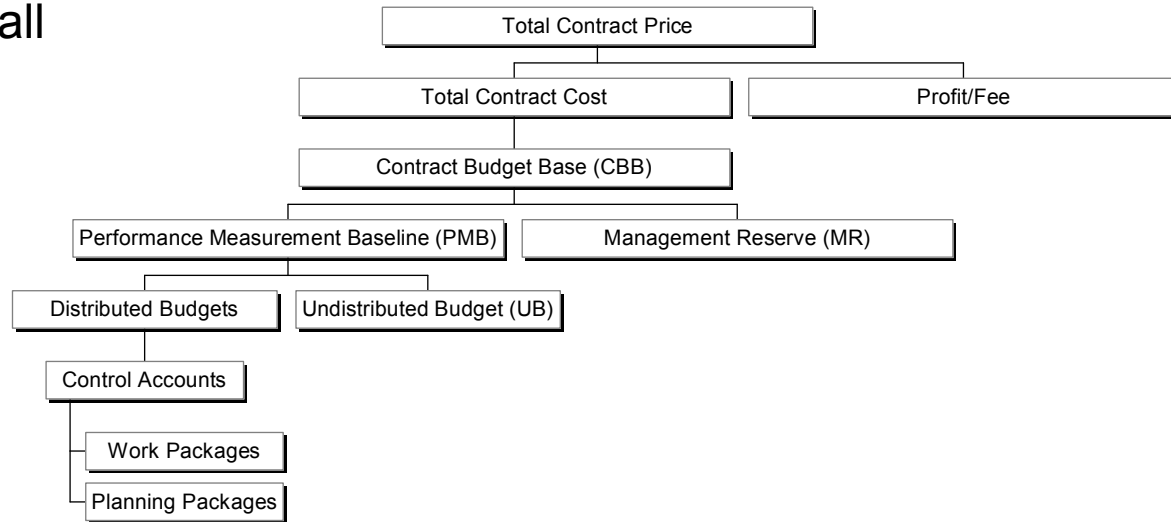 all
Total Contract Price
Total Contract Cost
Profit/Fee
Contract Budget Base (CBB)
Performance Measurement Baseline (PMB)
Management Reserve (MR)
Distributed Budgets
Undistributed Budget (UB)
Control Accounts
Work Packages
Planning Packages